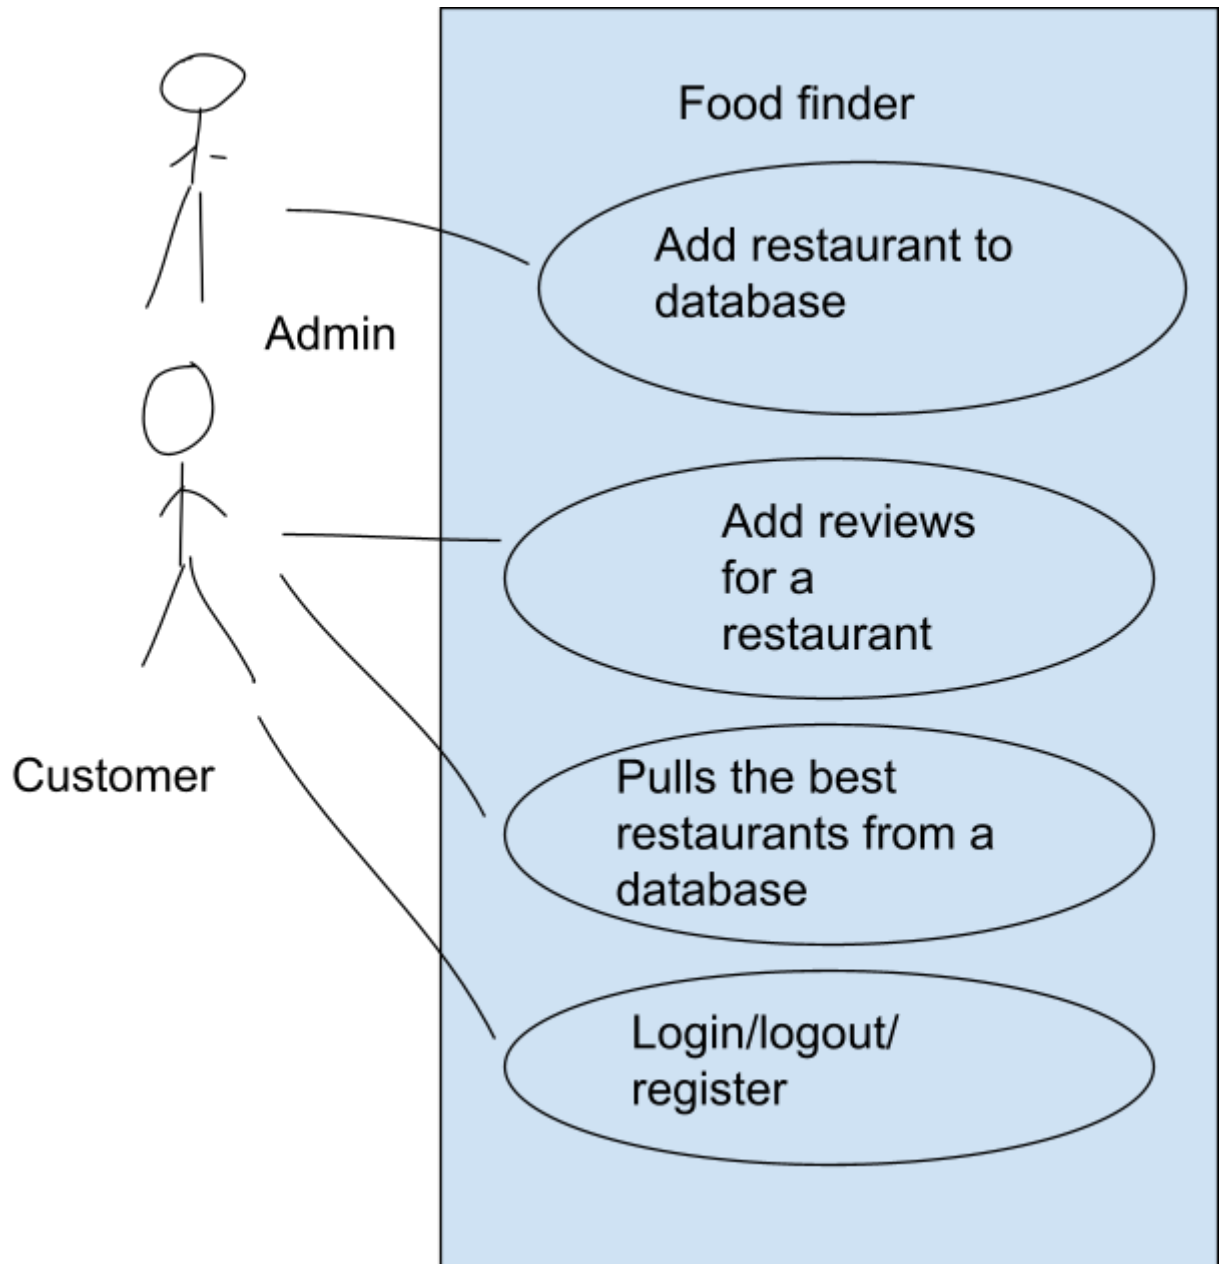 Food finder
Add restaurant to
database
Admin
Add reviews
for a
restaurant
Customer
Pulls the best
restaurants from a
database
Login/logout/
register